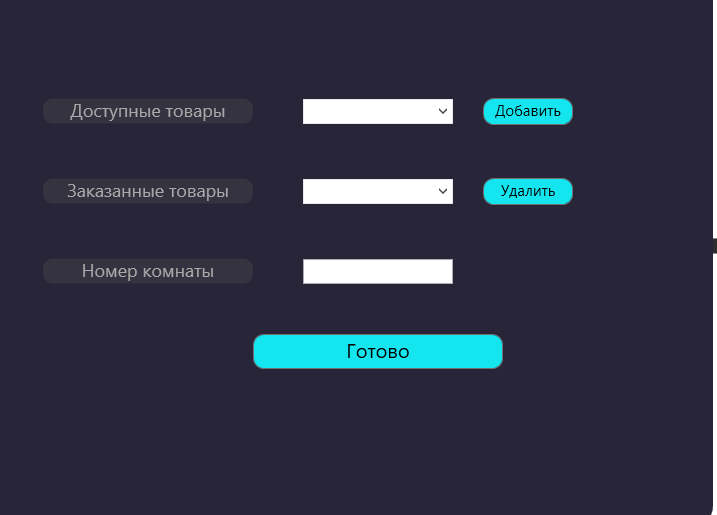 Доступные товары
Добавить
Заказанные товары
Удалить
Номер комнаты
Готово